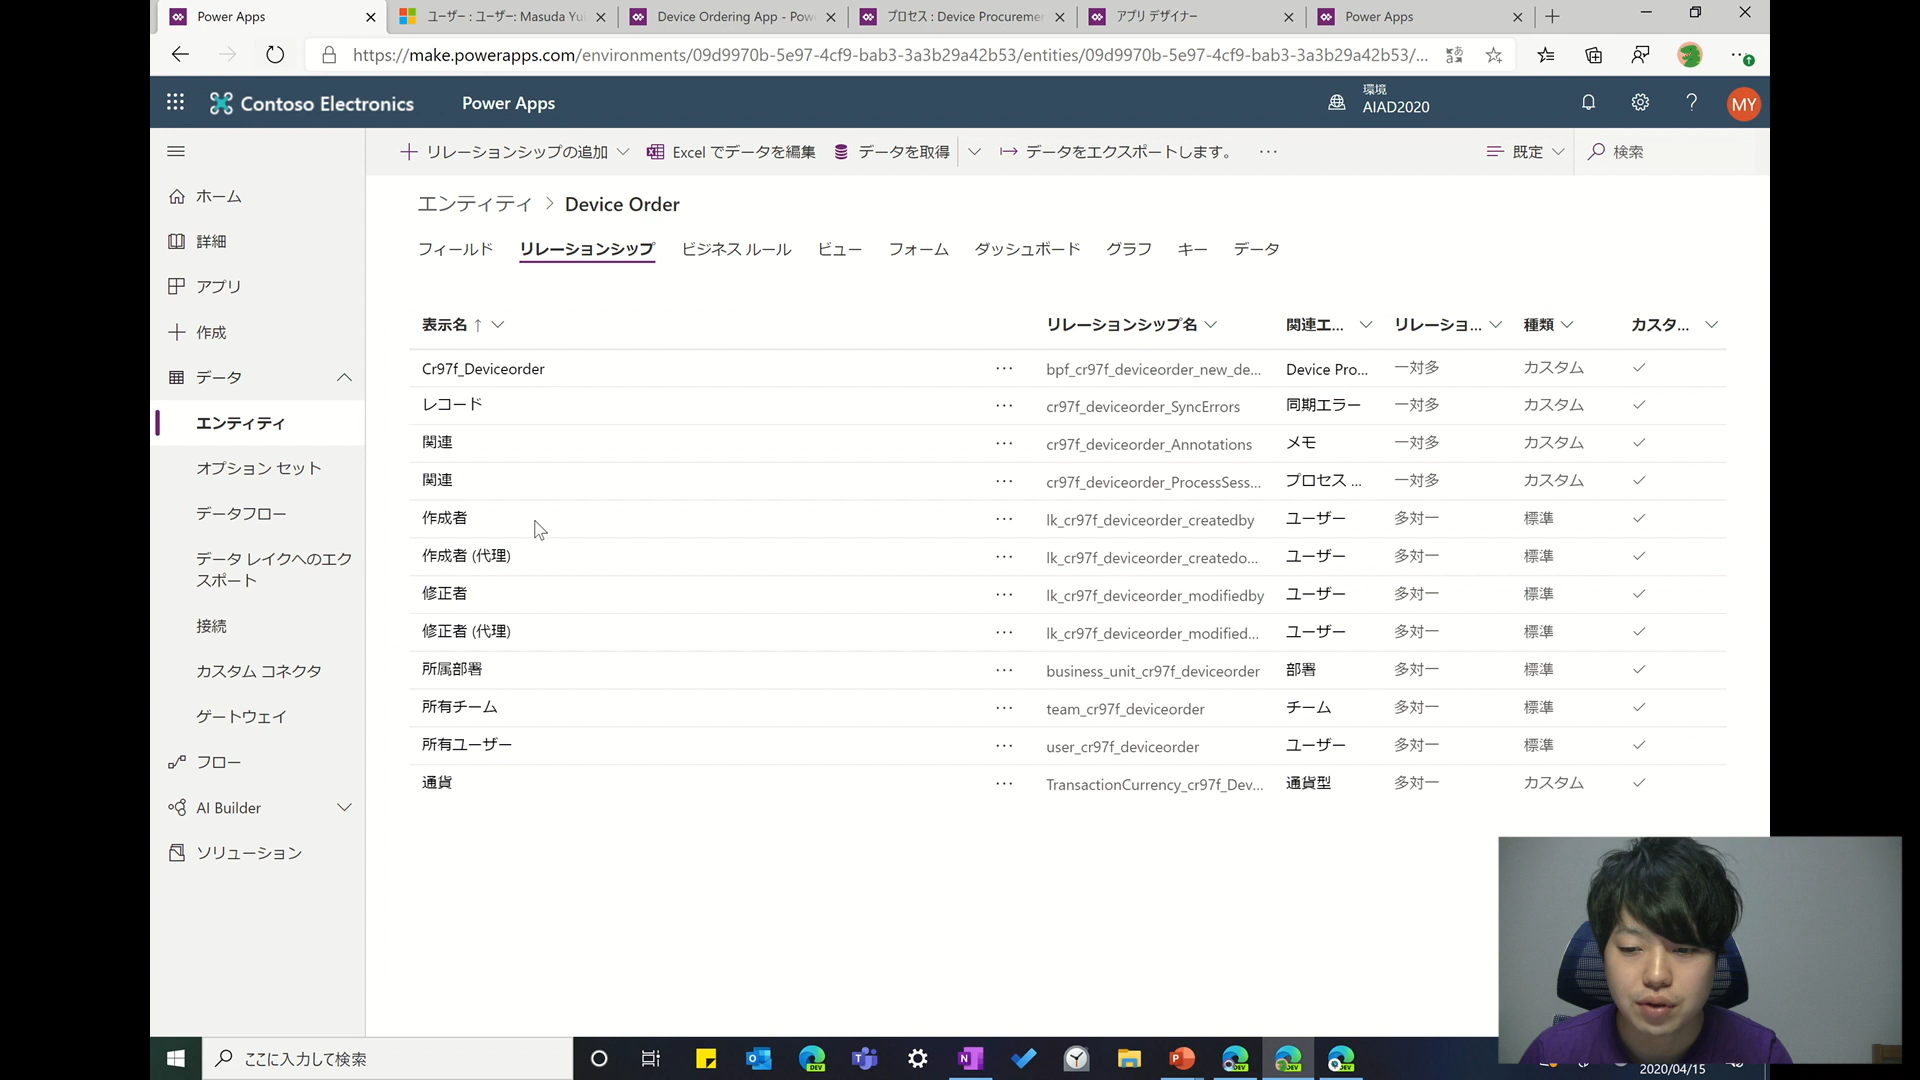 Power Apps
ユーザー : ユーザー: Masuda Yui
Device Ordering App - Pow
プロセス : Device Procuremen
アプリ デザイナー
Power Apps
https://make.powerapps.com/environments/09d9970b-5e97-4cf9-bab3-3a3b29a42b53/entities/09d9970b-5e97-4cf9-bab3-3a3b29a42b53/...
Contoso Electronics
Power Apps
環境
AIAD2020
MY
リレーションシップの追加
Excel でデータを編集
データを取得
データをエクスポートします。
既定
検索
ホーム
詳細
アプリ
作成
データ
エンティティ
オプション セット
データフロー
データ レイクへのエク
スポート
接続
カスタム コネクタ
ゲートウェイ
フロー
AI Builder
ソリューション
エンティティ > Device Order
フィールド リレーションシップ ビジネス ルール ビュー フォーム ダッシュボード グラフ キー データ
表示名 ↑ リレーションシップ名 関連エ... リレーショ... 種類 カスタ...
Cr97f_Deviceorder ... bpf_cr97f_deviceorder_new_de... Device Pro... 一対多 カスタム
レコード ... cr97f_deviceorder_SyncErrors 同期エラー 一対多 カスタム
関連 ... cr97f_deviceorder_Annotations メモ 一対多 カスタム
関連 ... cr97f_deviceorder_ProcessSess... プロセス ... 一対多 カスタム
作成者 ... lk_cr97f_deviceorder_createdby ユーザー 多対一 標準
作成者 (代理) ... lk_cr97f_deviceorder_createdo... ユーザー 多対一 標準
修正者 ... lk_cr97f_deviceorder_modifiedby ユーザー 多対一 標準
修正者 (代理) ... lk_cr97f_deviceorder_modified... ユーザー 多対一 標準
所属部署 ... business_unit_cr97f_deviceorder 部署 多対一 標準
所有チーム ... team_cr97f_deviceorder チーム 多対一 標準
所有ユーザー ... user_cr97f_deviceorder ユーザー 多対一 標準
通貨 ... TransactionCurrency_cr97f_Dev... 通貨型 多対一 カスタム
ここに入力して検索
DEV
DEV
DEV
2020/04/15